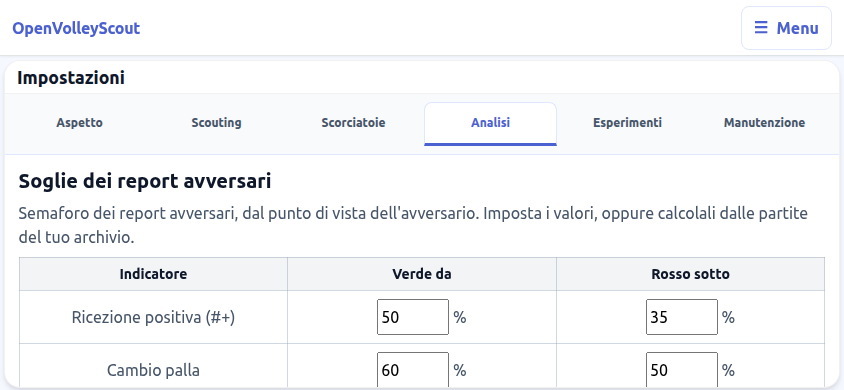 OpenVolleyScout
☰ Menu
Impostazioni
Aspetto Scouting Scorciatoie Analisi Esperimenti Manutenzione
Soglie dei report avversari
Semaforo dei report avversari, dal punto di vista dell'avversario. Imposta i valori, oppure calcolali dalle partite
del tuo archivio.
Indicatore Verde da Rosso sotto
Ricezione positiva (#+) 50 % 35 %
Cambio palla 60 % 50 %